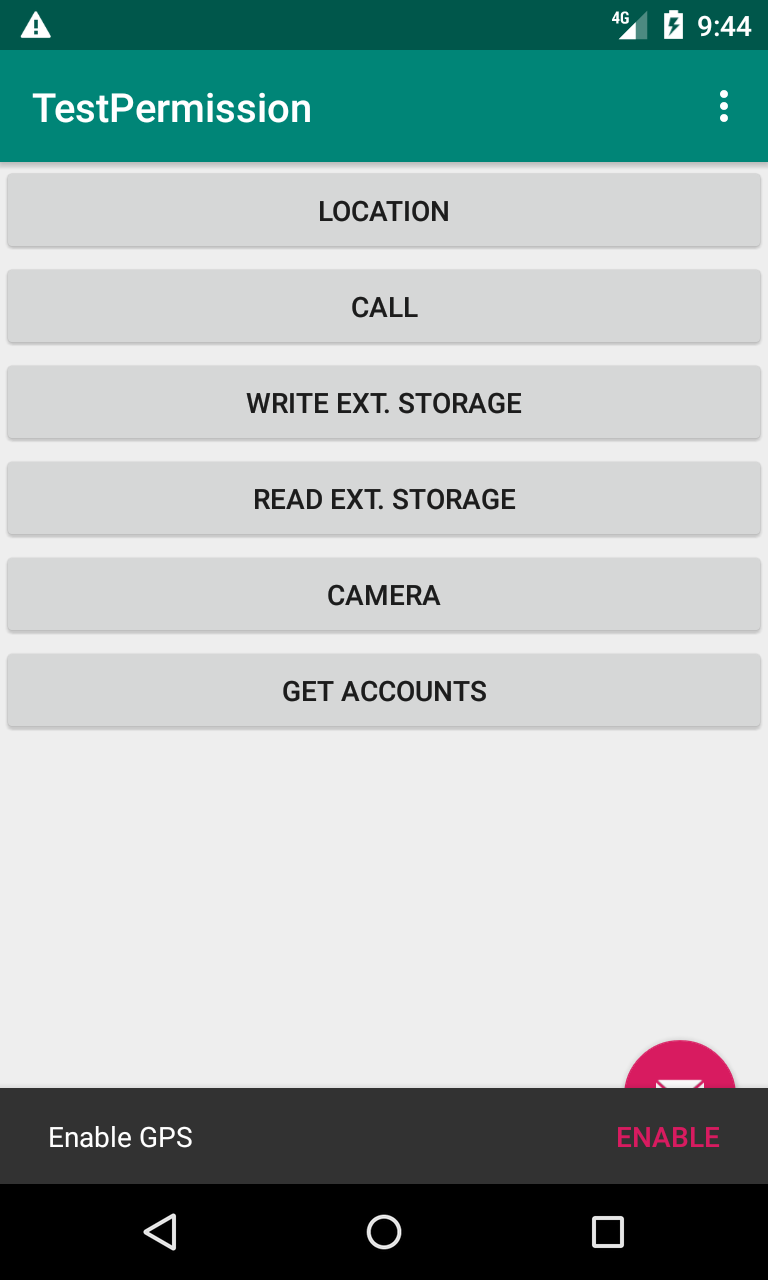 4G 9:44
TestPermission
LOCATION
CALL
WRITE EXT. STORAGE
READ EXT. STORAGE
CAMERA
GET ACCOUNTS
Enable GPS ENABLE